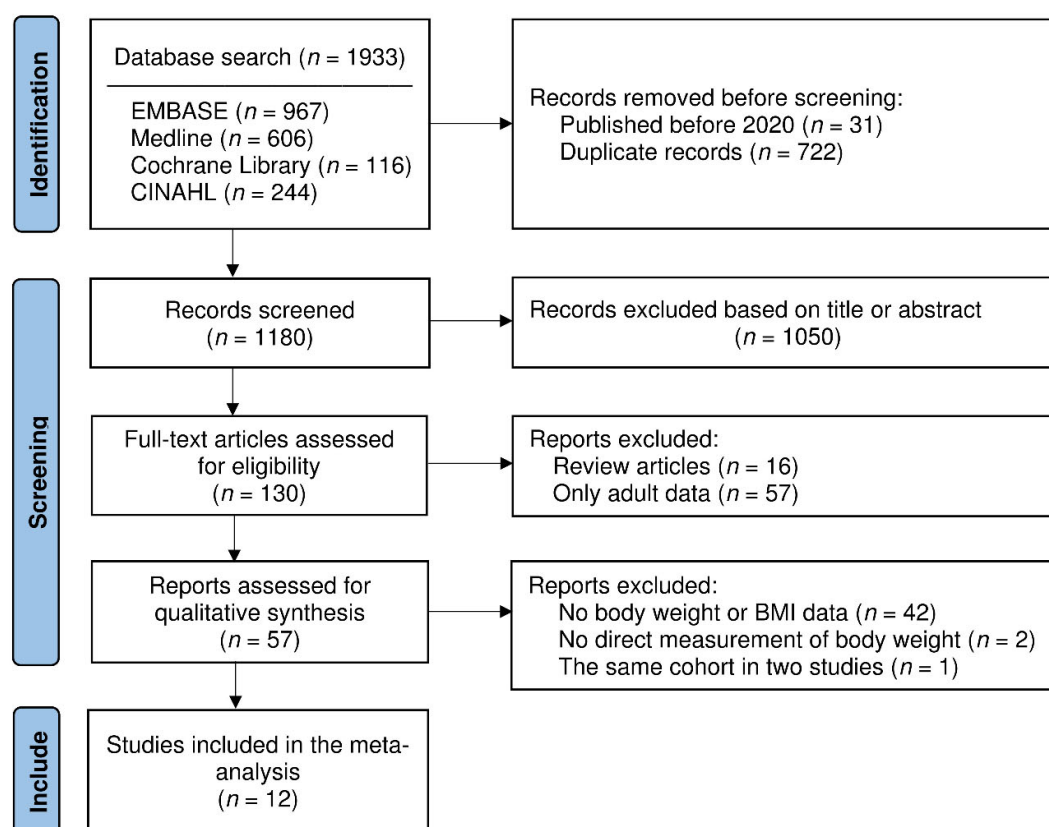 Identification
Database search (n = 1933)
EMBASE (n = 967)
Medline (n = 606)
Cochrane Library (n = 116)
CINAHL (n = 244)
Records removed before screening:
Published before 2020 (n = 31)
Duplicate records (n = 722)
Screening
Records screened
(n = 1180)
Records excluded based on title or abstract
(n = 1050)
Full-text articles assessed
for eligibility
(n = 130)
Reports excluded:
Review articles (n = 16)
Only adult data (n = 57)
Reports assessed for
qualitative synthesis
(n = 57)
Reports excluded:
No body weight or BMI data (n = 42)
No direct measurement of body weight (n = 2)
The same cohort in two studies (n = 1)
Include
Studies included in the meta-
analysis
(n = 12)